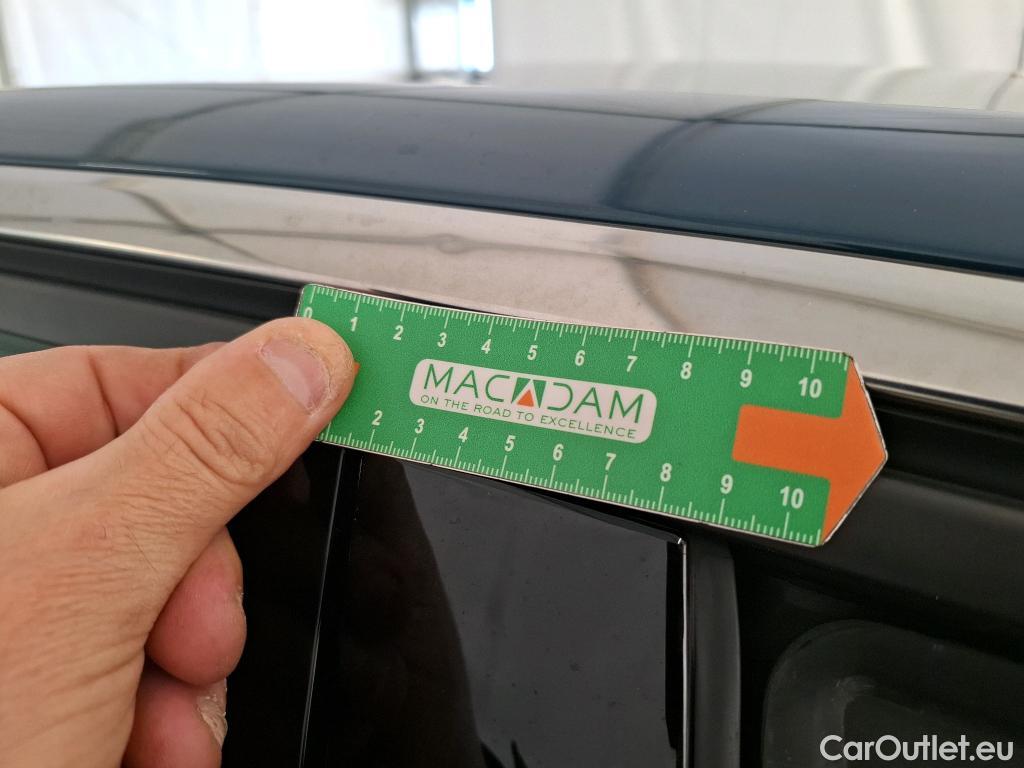 0 1 2 3 4 5 6 7 8 9 10
MACADAM
ON THE ROAD TO EXCELLENCE
2 3 4 5 6 7 8 9 10
CarOutlet.eu